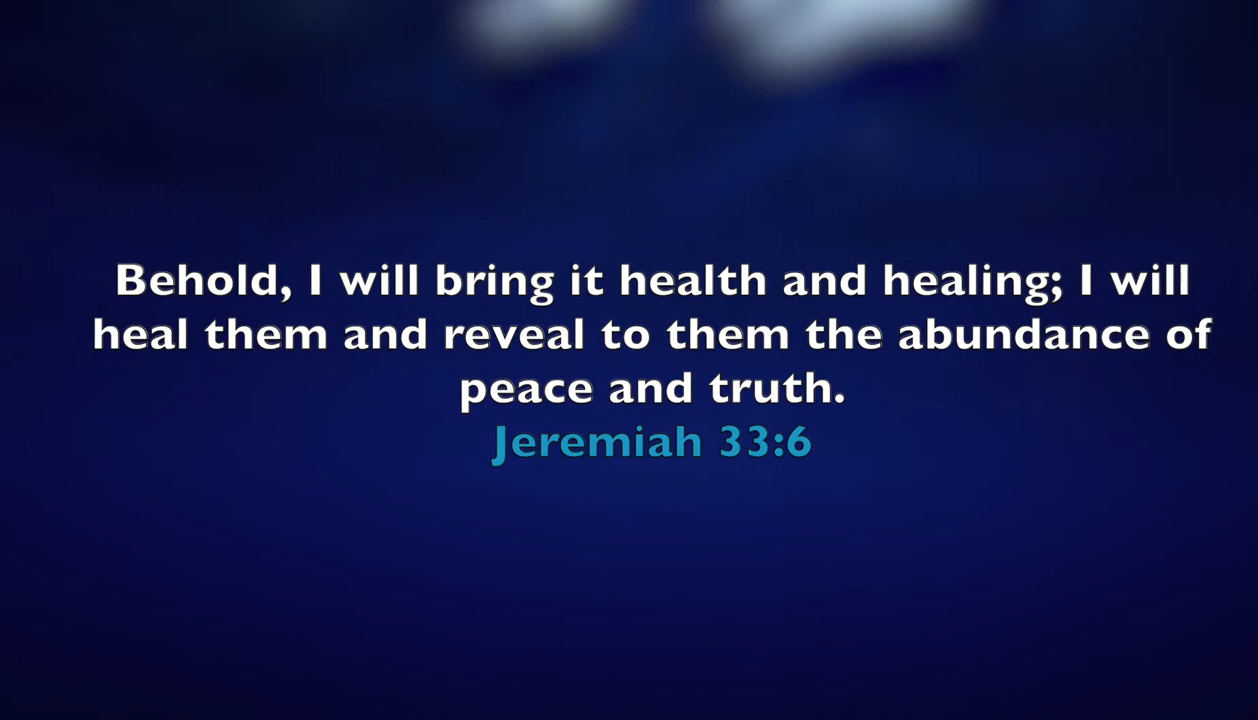 Behold, I will bring it health and healing; I will
heal them and reveal to them the abundance of
peace and truth.
Jeremiah 33:6